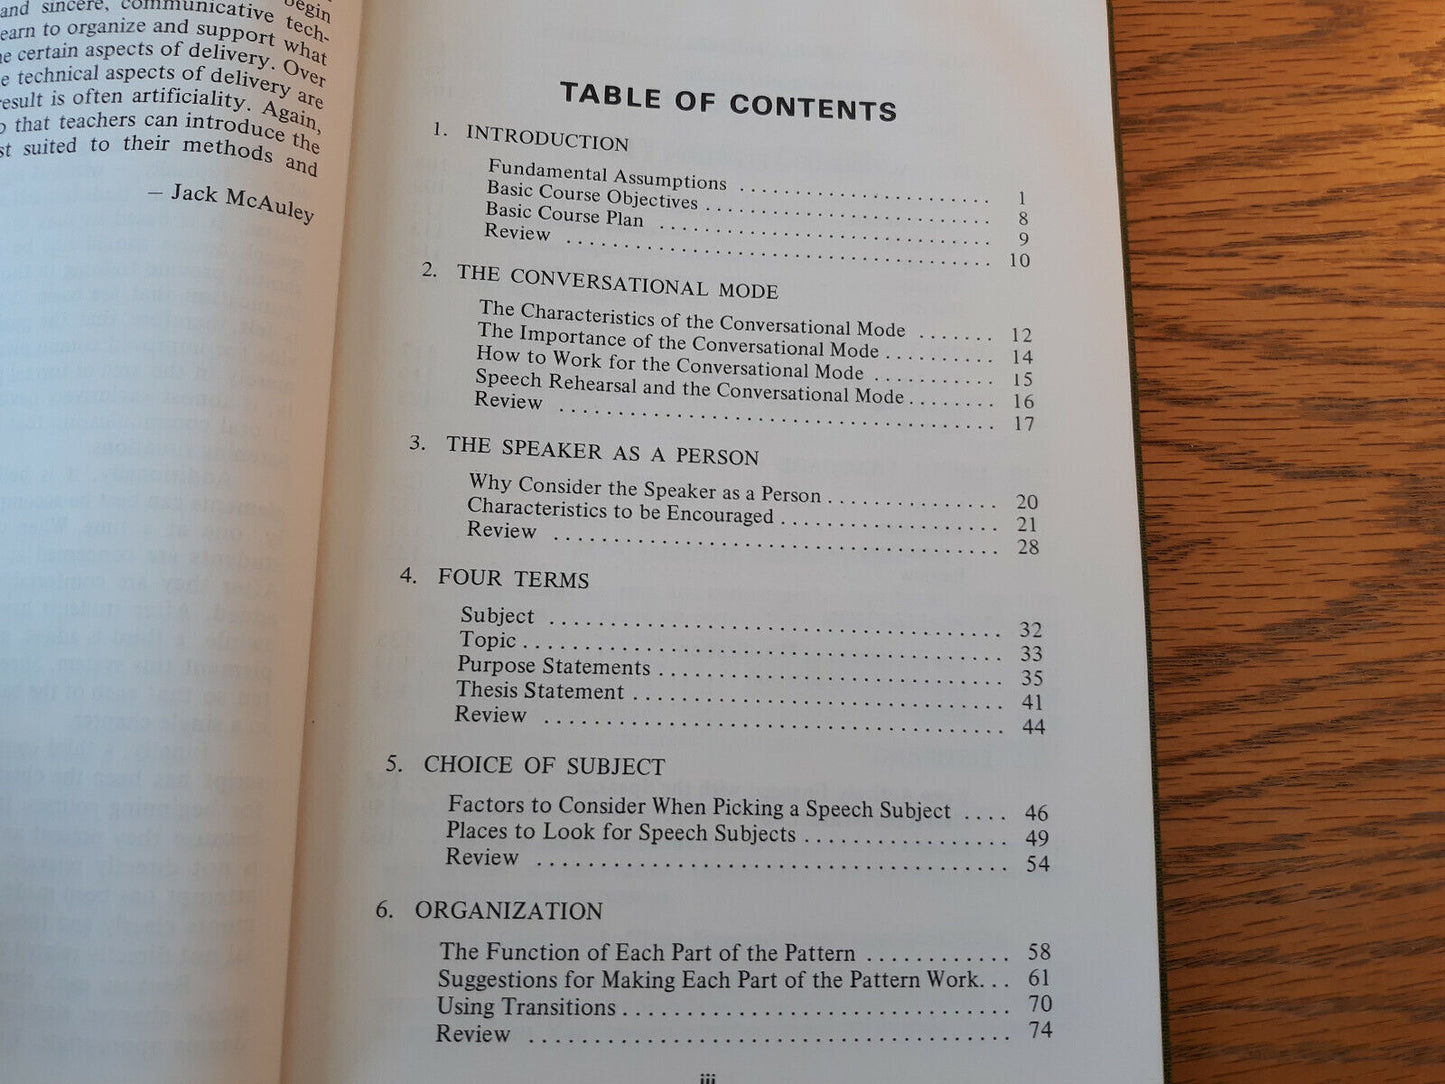 begin
and sincere, communicative tech-
earn to organize and support what
e certain aspects of delivery. Over
e technical aspects of delivery are
result is often artificiality. Again,
o that teachers can introduce the
st suited to their methods and
— Jack McAuley
TABLE OF CONTENTS
1. INTRODUCTION
Fundamental Assumptions . . . . . . . . . . . . . . . . . . . . 1
Basic Course Objectives . . . . . . . . . . . . . . . . . . . . . . 8
Basic Course Plan . . . . . . . . . . . . . . . . . . . . . . . . . . 9
Review . . . . . . . . . . . . . . . . . . . . . . . . . . . . . . . . . 10
2. THE CONVERSATIONAL MODE
The Characteristics of the Conversational Mode . . . . . . . 12
The Importance of the Conversational Mode . . . . . . . . . . 14
How to Work for the Conversational Mode . . . . . . . . . . . 15
Speech Rehearsal and the Conversational Mode . . . . . . . . 16
Review . . . . . . . . . . . . . . . . . . . . . . . . . . . . . . . . . . 17
3. THE SPEAKER AS A PERSON
Why Consider the Speaker as a Person . . . . . . . . . . . . . . 20
Characteristics to be Encouraged . . . . . . . . . . . . . . . . . . 21
Review . . . . . . . . . . . . . . . . . . . . . . . . . . . . . . . . . . . 28
4. FOUR TERMS
Subject . . . . . . . . . . . . . . . . . . . . . . . . . . . . . . . . . . . 32
Topic . . . . . . . . . . . . . . . . . . . . . . . . . . . . . . . . . . . . . 33
Purpose Statements . . . . . . . . . . . . . . . . . . . . . . . . . . . 35
Thesis Statement . . . . . . . . . . . . . . . . . . . . . . . . . . . . . 41
Review . . . . . . . . . . . . . . . . . . . . . . . . . . . . . . . . . . . 44
5. CHOICE OF SUBJECT
Factors to Consider When Picking a Speech Subject . . . . 46
Places to Look for Speech Subjects . . . . . . . . . . . . . . . . 49
Review . . . . . . . . . . . . . . . . . . . . . . . . . . . . . . . . . . . 54
6. ORGANIZATION
The Function of Each Part of the Pattern . . . . . . . . . . . . 58
Suggestions for Making Each Part of the Pattern Work. . . 61
Using Transitions . . . . . . . . . . . . . . . . . . . . . . . . . . . . . 70
Review . . . . . . . . . . . . . . . . . . . . . . . . . . . . . . . . . . . . 74
iii